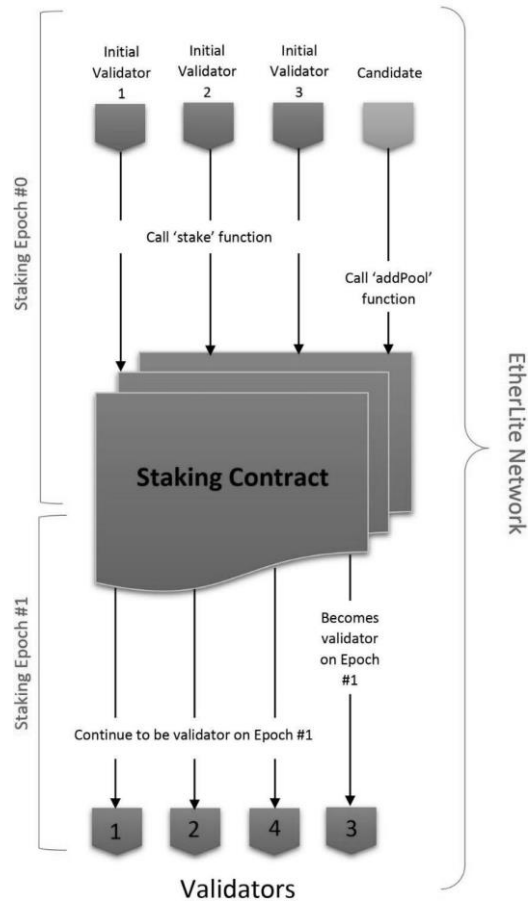 Initial
Validator
1
Initial
Validator
2
Initial
Validator
3
Candidate
Staking Epoch #0
Call ‘stake’ function
Call ‘addPool’
function
EtherLite Network
Staking Contract
Staking Epoch #1
Becomes
validator
on Epoch
#1
Continue to be validator on Epoch #1
1
2
4
3
Validators